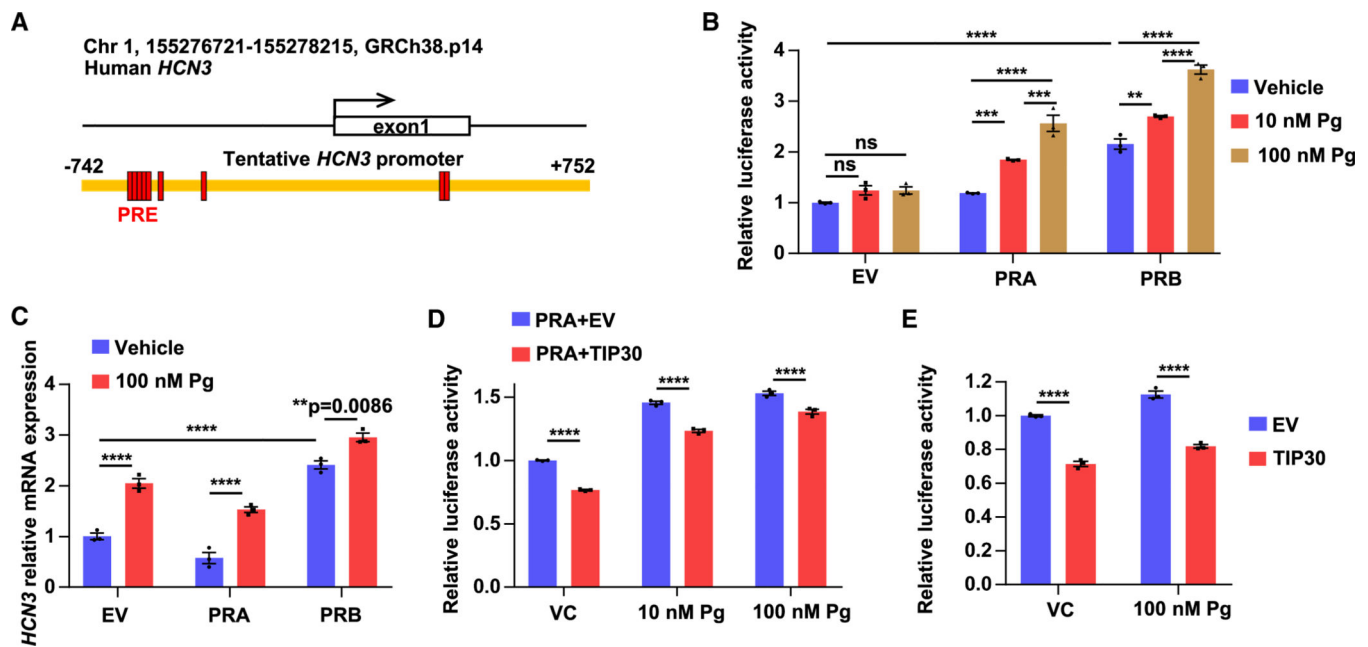 A
Chr 1, 155276721-155278215, GRCh38.p14
Human HCN3
exon1
-742
Tentative HCN3 promoter
+752
PRE
B
Relative luciferase activity
4
3
2
1
0
ns
ns
***
****
***
****
**
****
****
EV
PRA
PRB
Vehicle
10 nM Pg
100 nM Pg
C
Vehicle
100 nM Pg
HCN3 relative mRNA expression
4
3
2
1
0
****
****
****
**p=0.0086
EV
PRA
PRB
D
PRA+EV
PRA+TIP30
Relative luciferase activity
1.5
1.0
0.5
0.0
****
****
****
VC
10 nM Pg
100 nM Pg
E
Relative luciferase activity
1.2
1.0
0.8
0.6
0.4
0.2
0.0
****
****
VC
100 nM Pg
EV
TIP30